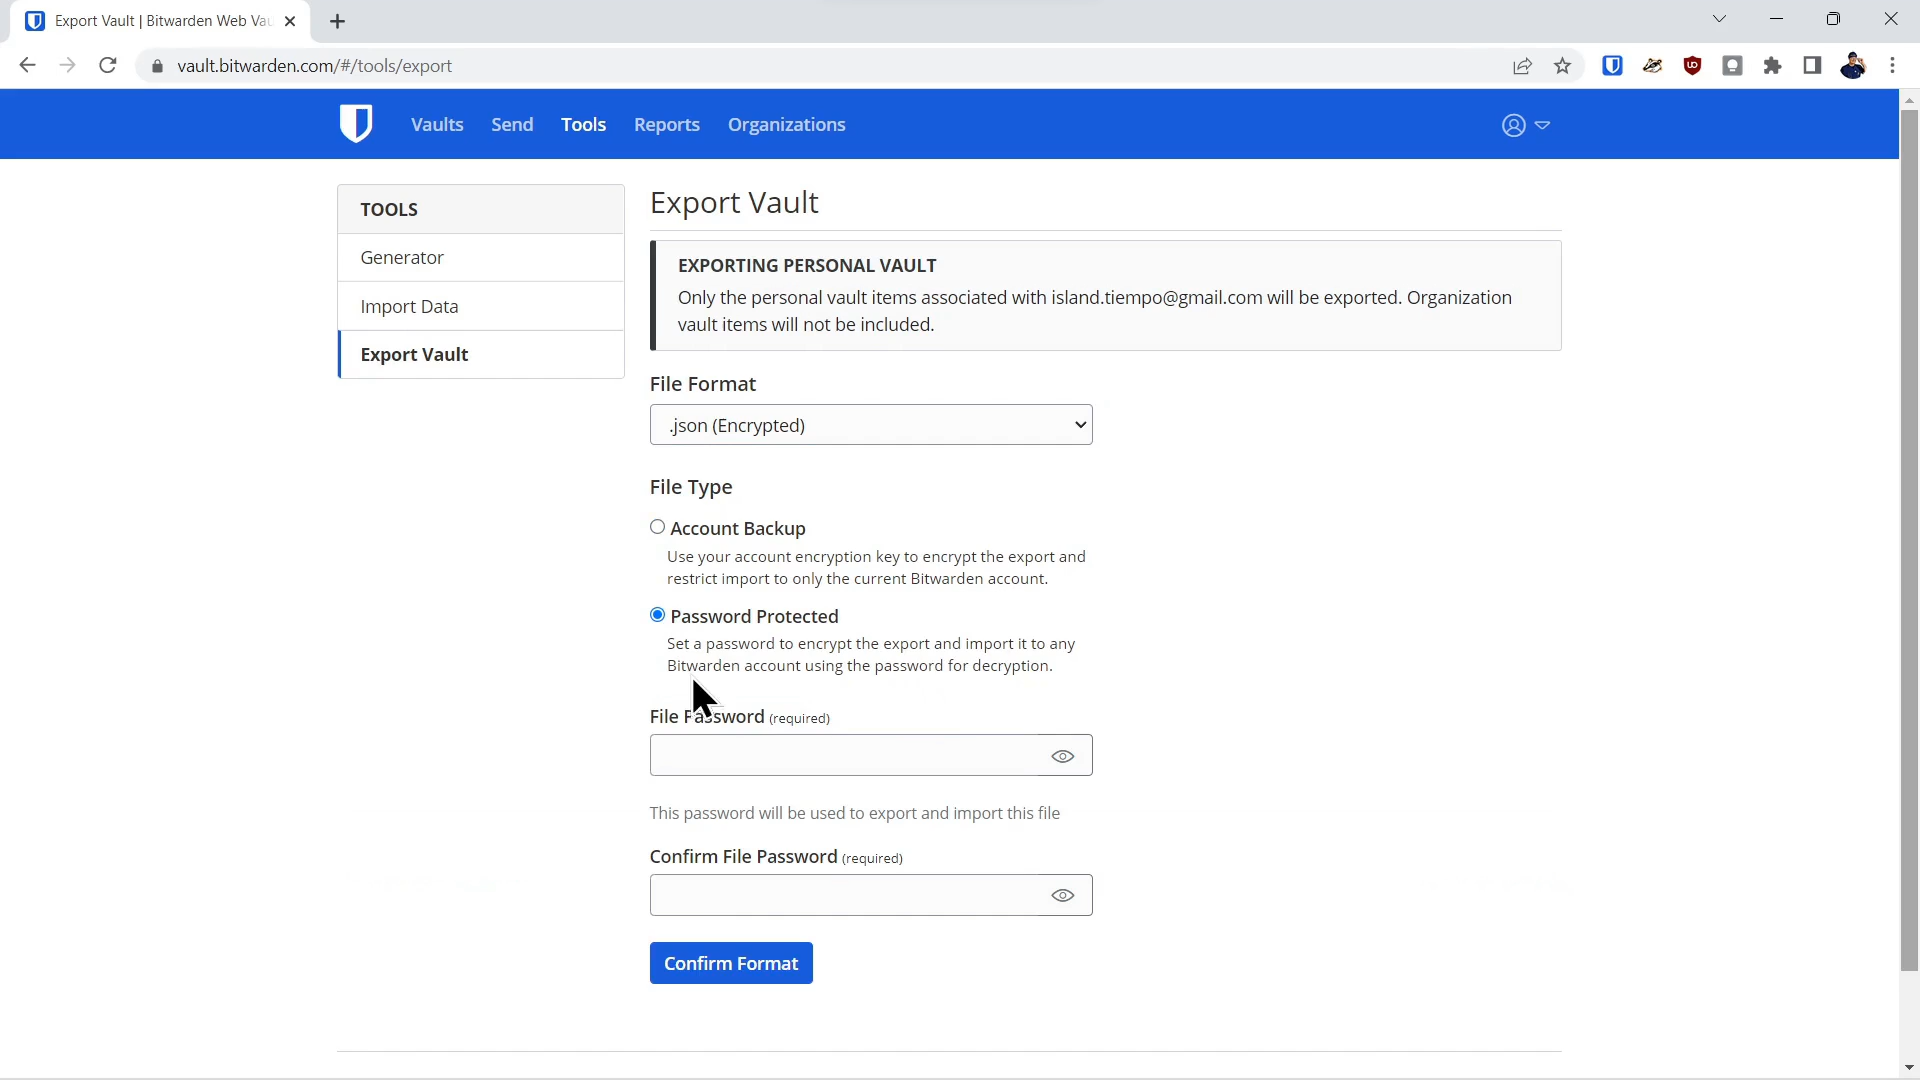 Export Vault | Bitwarden Web Vau
vault.bitwarden.com/#/tools/export
Vaults Send Tools Reports Organizations
TOOLS
Generator
Import Data
Export Vault
Export Vault
EXPORTING PERSONAL VAULT
Only the personal vault items associated with island.tiempo@gmail.com will be exported. Organization
vault items will not be included.
File Format
.json (Encrypted)
File Type
Account Backup
Use your account encryption key to encrypt the export and
restrict import to only the current Bitwarden account.
Password Protected
Set a password to encrypt the export and import it to any
Bitwarden account using the password for decryption.
File Password (required)
This password will be used to export and import this file
Confirm File Password (required)
Confirm Format